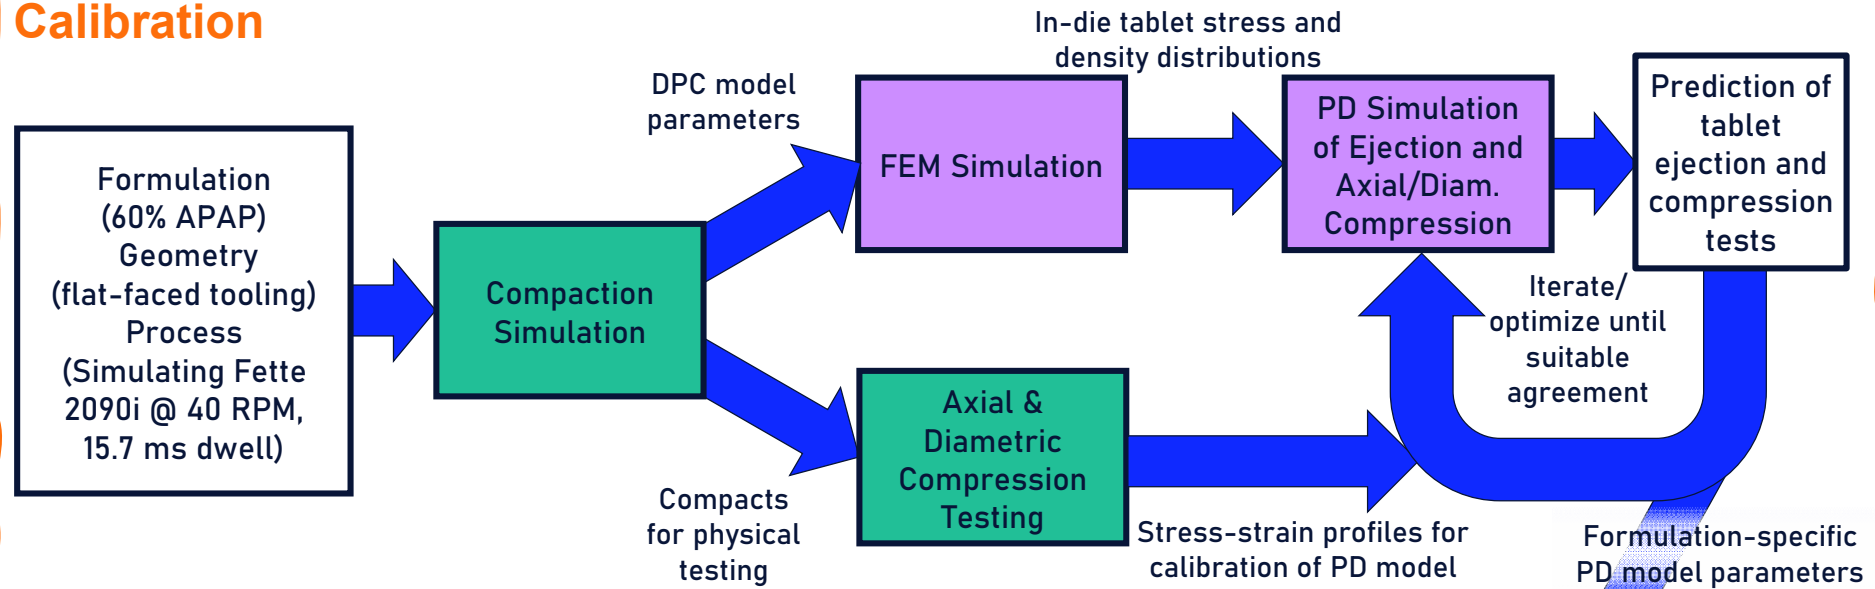 Calibration
Formulation
(60% APAP)
Geometry
(flat-faced tooling)
Process
(Simulating Fette
2090i @ 40 RPM,
15.7 ms dwell)
Compaction
Simulation
DPC model
parameters
FEM Simulation
In-die tablet stress and
density distributions
PD Simulation
of Ejection and
Axial/Diam.
Compression
Prediction of
tablet
ejection and
compression
tests
Iterate/
optimize until
suitable
agreement
Compacts
for physical
testing
Axial &
Diametric
Compression
Testing
Stress-strain profiles for
calibration of PD model
Formulation-specific
PD model parameters